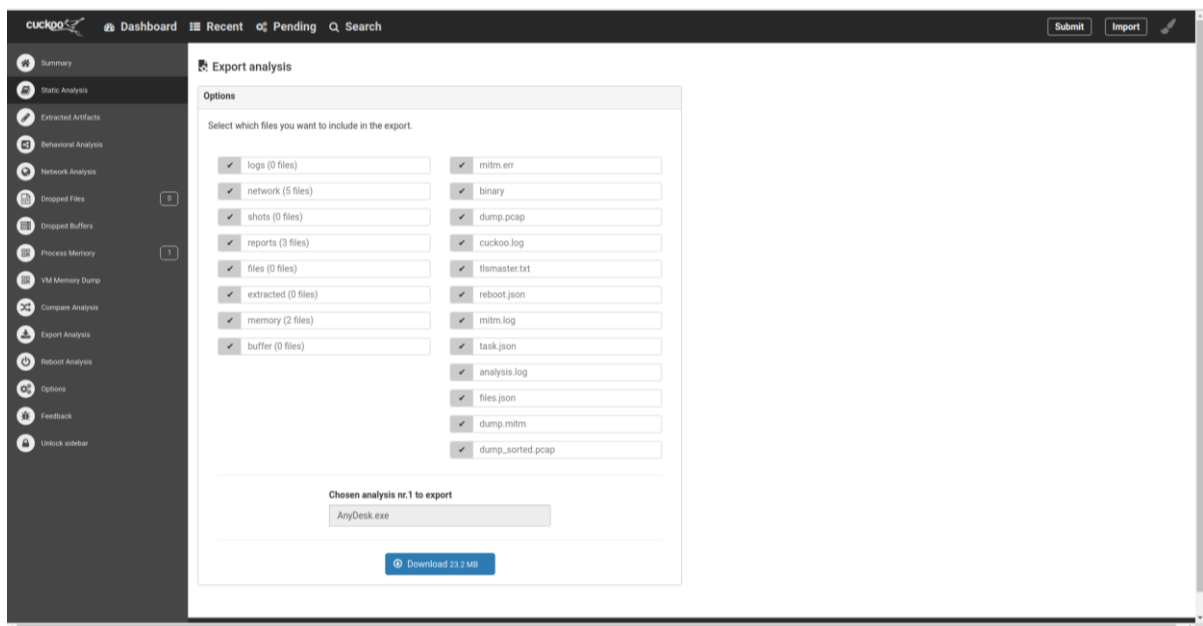 cuckoo Dashboard Recent Pending Search Submit Import
Summary
Static Analysis
Extracted Artifacts
Behavioral Analysis
Network Analysis
Dropped Files 0
Dropped Buffers
Process Memory 1
VM Memory Dump
Compare Analysis
Export Analysis
Reboot Analysis
Options
Feedback
Unlock sidebar
Export analysis
Options
Select which files you want to include in the export.
logs (0 files)
network (5 files)
shots (0 files)
reports (3 files)
files (0 files)
extracted (0 files)
memory (2 files)
buffer (0 files)
mitm.err
binary
dump.pcap
cuckoo.log
tlsmaster.txt
reboot.json
mitm.log
task.json
analysis.log
files.json
dump.mitm
dump_sorted.pcap
Chosen analysis nr.1 to export
AnyDesk.exe
Download 23.2 MB